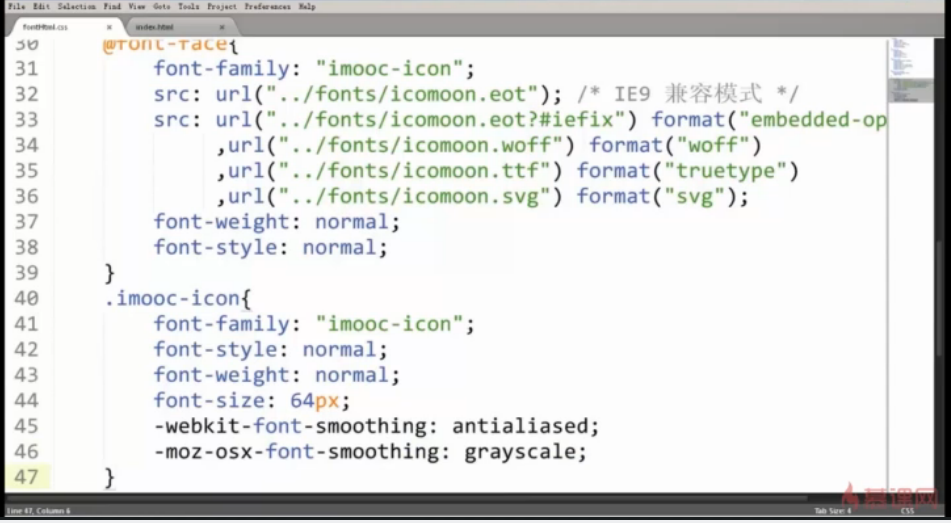 File Edit Selection Find View Goto Tools Project Preferences Help
fontHtml.css × index.html ×
30 @font-face{
31 font-family: "imooc-icon";
32 src: url("../fonts/icomoon.eot"); /* IE9 兼容模式 */
33 src: url("../fonts/icomoon.eot?#iefix") format("embedded-op
34 ,url("../fonts/icomoon.woff") format("woff")
35 ,url("../fonts/icomoon.ttf") format("truetype")
36 ,url("../fonts/icomoon.svg") format("svg");
37 font-weight: normal;
38 font-style: normal;
39 }
40 .imooc-icon{
41 font-family: "imooc-icon";
42 font-style: normal;
43 font-weight: normal;
44 font-size: 64px;
45 -webkit-font-smoothing: antialiased;
46 -moz-osx-font-smoothing: grayscale;
47 }
慕课网
Line 47, Column 6 Tab Size: 4 CSS